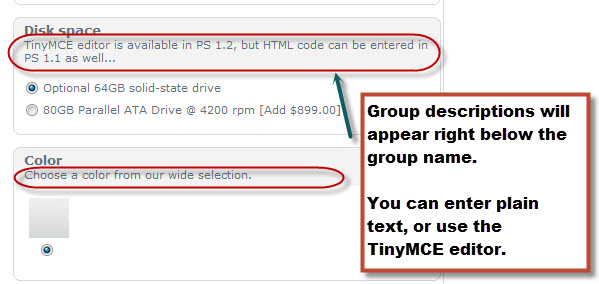 Disk space
TinyMCE editor is available in PS 1.2, but HTML code can be entered in
PS 1.1 as well...
Optional 64GB solid-state drive
80GB Parallel ATA Drive @ 4200 rpm [Add $899.00]
Color
Choose a color from our wide selection.
Group descriptions will
appear right below the
group name.
You can enter plain
text, or use the
TinyMCE editor.